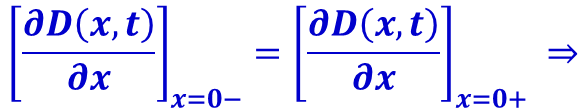 [∂D(x,t)/∂x]_{x=0−} = [∂D(x,t)/∂x]_{x=0+} ⇒